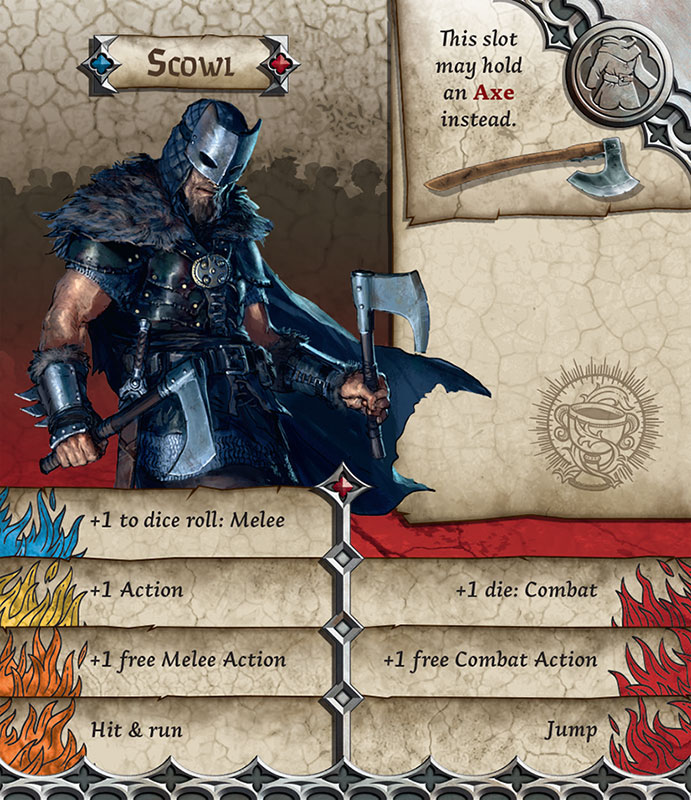 Scowl
This slot
may hold
an Axe
instead.
+1 to dice roll: Melee
+1 Action
+1 die: Combat
+1 free Melee Action
+1 free Combat Action
Hit & run
Jump